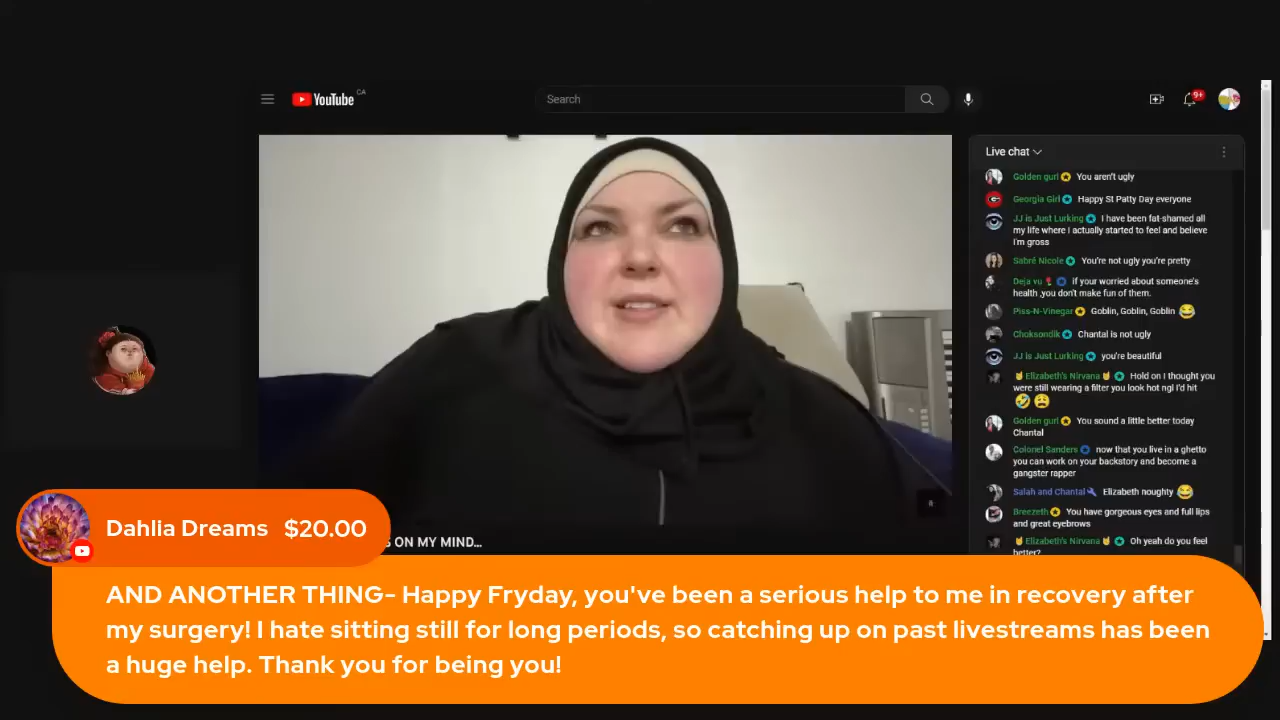 YouTube CA
Search
9+
Live chat
Golden gurl You aren't ugly
Georgia Girl Happy St Patty Day everyone
JJ is Just Lurking I have been fat-shamed all
my life where i actually started to feel and believe
I'm gross
Sabré Nicole You're not ugly you're pretty
Deja vu if your worried about someone's
health ,you don't make fun of them.
Piss-N-Vinegar Goblin, Goblin, Goblin
Choksondik Chantal is not ugly
JJ is Just Lurking you're beautiful
Elizabeth's Nirvana Hold on I thought you
were still wearing a filter you look hot ngl I'd hit
Golden gurl You sound a little better today
Chantal
Colonel Sanders now that you live in a ghetto
you can work on your backstory and become a
gangster rapper
Salah and Chantal Elizabeth noughty
Breezeth You have gorgeous eyes and full lips
and great eyebrows
Elizabeth's Nirvana Oh yeah do you feel
better?
S ON MY MIND...
Dahlia Dreams $20.00
AND ANOTHER THING- Happy Fryday, you've been a serious help to me in recovery after
my surgery! I hate sitting still for long periods, so catching up on past livestreams has been
a huge help. Thank you for being you!